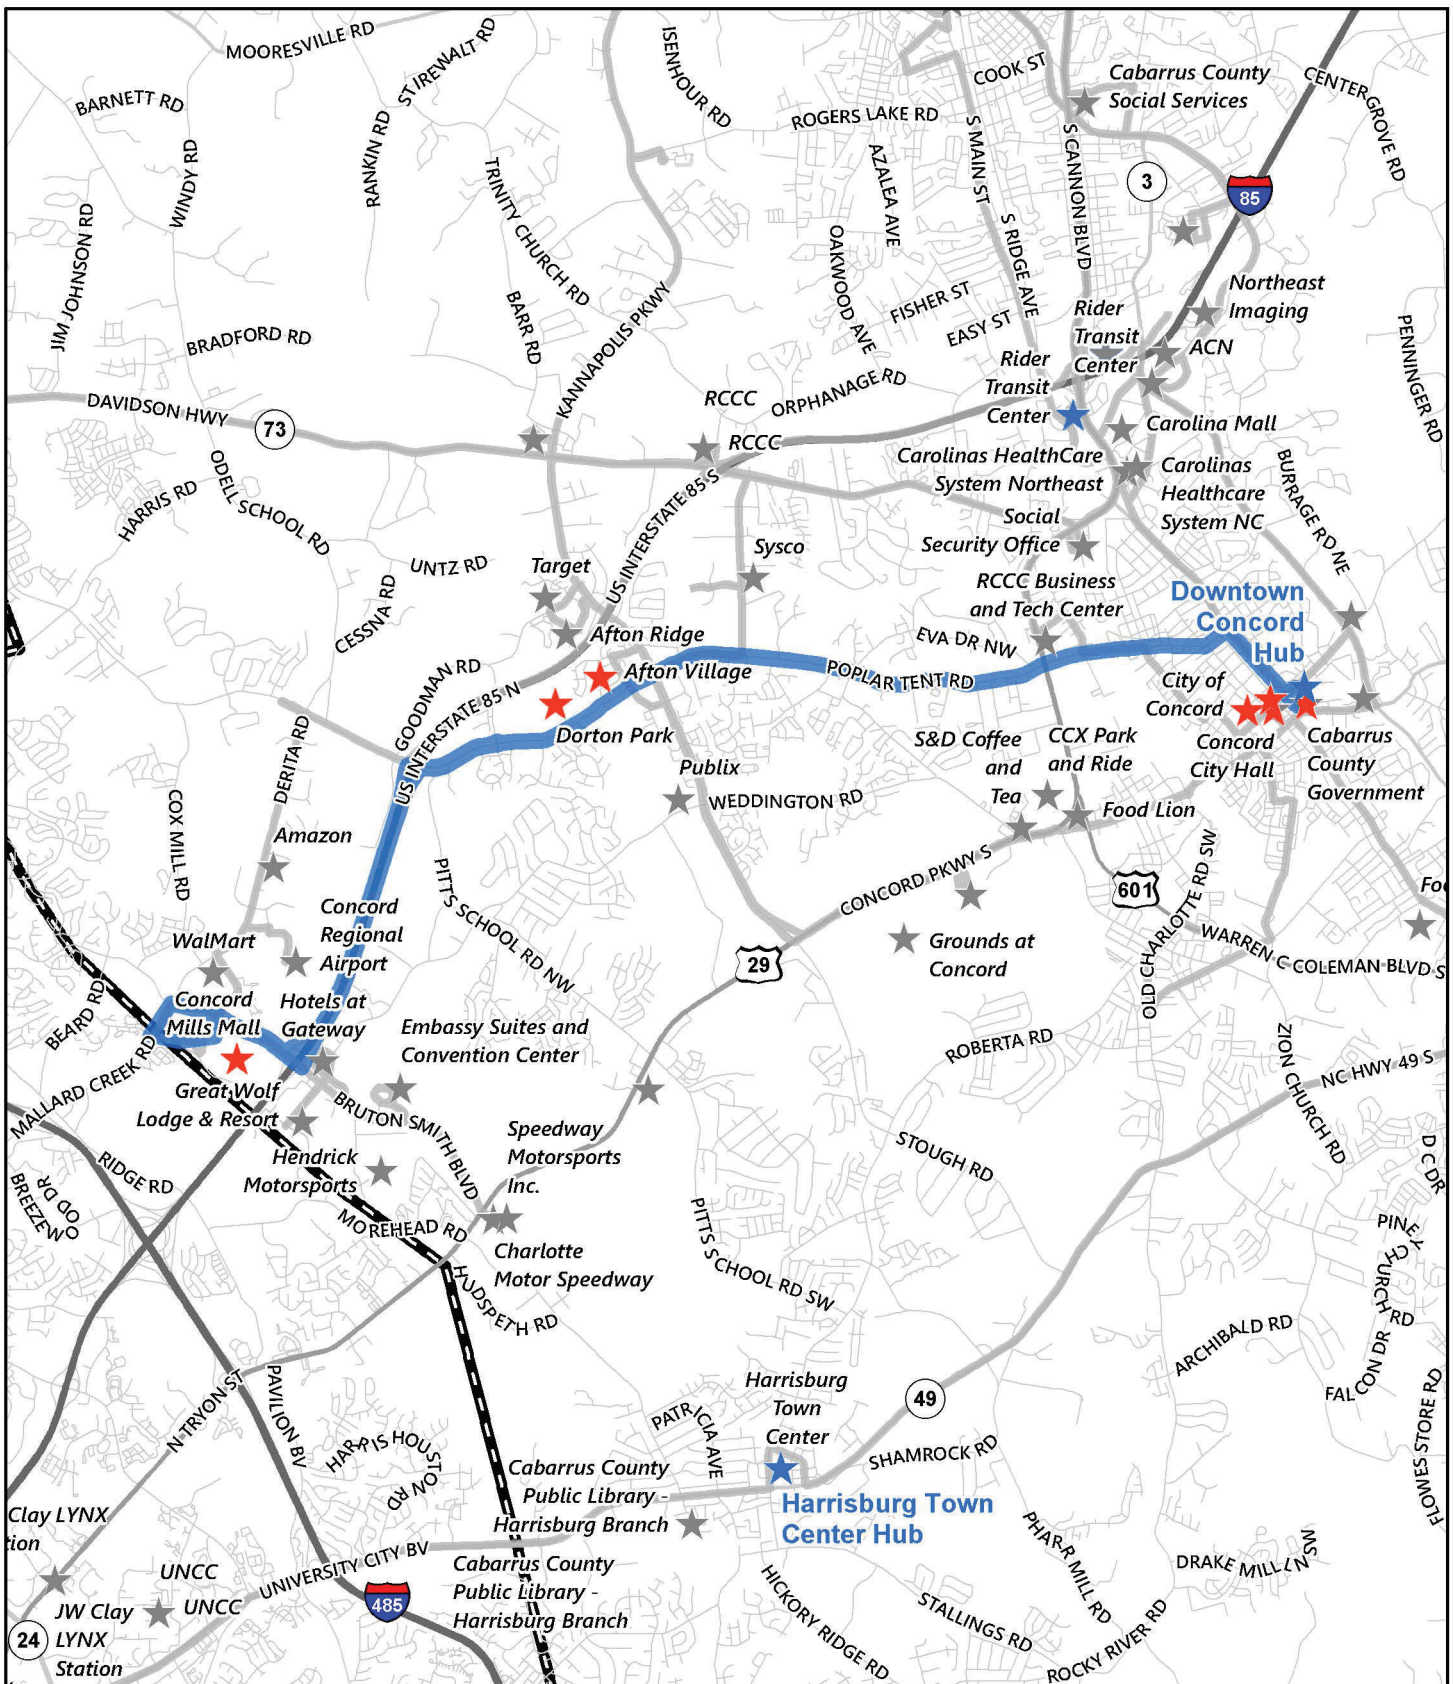 MOORESVILLE RD
ST IREWALT RD
ISENHOUR RD
COOK ST
Cabarrus County
Social Services
CENTER GROVE RD
BARNETT RD
ROGERS LAKE RD
WINDY RD
RANKIN RD
TRINITY CHURCH RD
AZALEA AVE
S MAIN ST
S CANNON BLVD
3
85
JIM JOHNSON RD
OAKWOOD AVE
S RIDGE AVE
FISHER ST
EASY ST
Northeast
Imaging
BARR RD
KANNAPOLIS PKWY
BRADFORD RD
Rider
Transit
Center
ACN
PENNINGER RD
Rider
Transit
Center
ORPHANAGE RD
RCCC
DAVIDSON HWY
73
RCCC
Carolina Mall
Carolinas HealthCare
System Northeast
Carolinas
Healthcare
System NC
BURRAGE RD NE
HARRIS RD
ODELL SCHOOL RD
US INTERSTATE 85 S
Social
Security Office
Sysco
UNTZ RD
Target
CESSNA RD
RCCC Business
and Tech Center
Downtown
Concord
Hub
Afton Ridge
EVA DR NW
GOODMAN RD
Afton Village
POPLAR TENT RD
City of
Concord
US INTERSTATE 85 N
DERITA RD
Dorton Park
S&D Coffee
and
Tea
CCX Park
and Ride
Concord
City Hall
Cabarrus
County
Government
Publix
WEDDINGTON RD
COX MILL RD
Amazon
Food Lion
PITTS SCHOOL RD NW
CONCORD PKWY S
601
OLD CHARLOTTE RD SW
Foo
Concord
Regional
Airport
WalMart
Grounds at
Concord
WARREN C COLEMAN BLVD S
29
BEARD RD
Concord
Mills Mall
Hotels at
Gateway
Embassy Suites and
Convention Center
ROBERTA RD
ZION CHURCH RD
NC HWY 49 S
MALLARD CREEK RD
Great Wolf
Lodge & Resort
BRUTON SMITH BLVD
Speedway
Motorsports
Inc.
STOUGH RD
D C DR
RIDGE RD
Hendrick
Motorsports
BREEZEWOOD DR
MOREHEAD RD
PITTS SCHOOL RD SW
PINEY CHURCH RD
Charlotte
Motor Speedway
HUDSPETH RD
ARCHIBALD RD
FALCON DR
FLOWES STORE RD
N TRYON ST
PAVILION BV
Harrisburg
Town
Center
49
PATRICIA AVE
HARRIS HOUSTON RD
SHAMROCK RD
Cabarrus County
Public Library -
Harrisburg Branch
Harrisburg Town
Center Hub
Clay LYNX
tion
PHARR MILL RD
UNIVERSITY CITY BV
UNCC
Cabarrus County
Public Library -
Harrisburg Branch
DRAKE MILL LN SW
HICKORY RIDGE RD
STALLINGS RD
ROCKY RIVER RD
485
UNCC
24
JW Clay
LYNX
Station